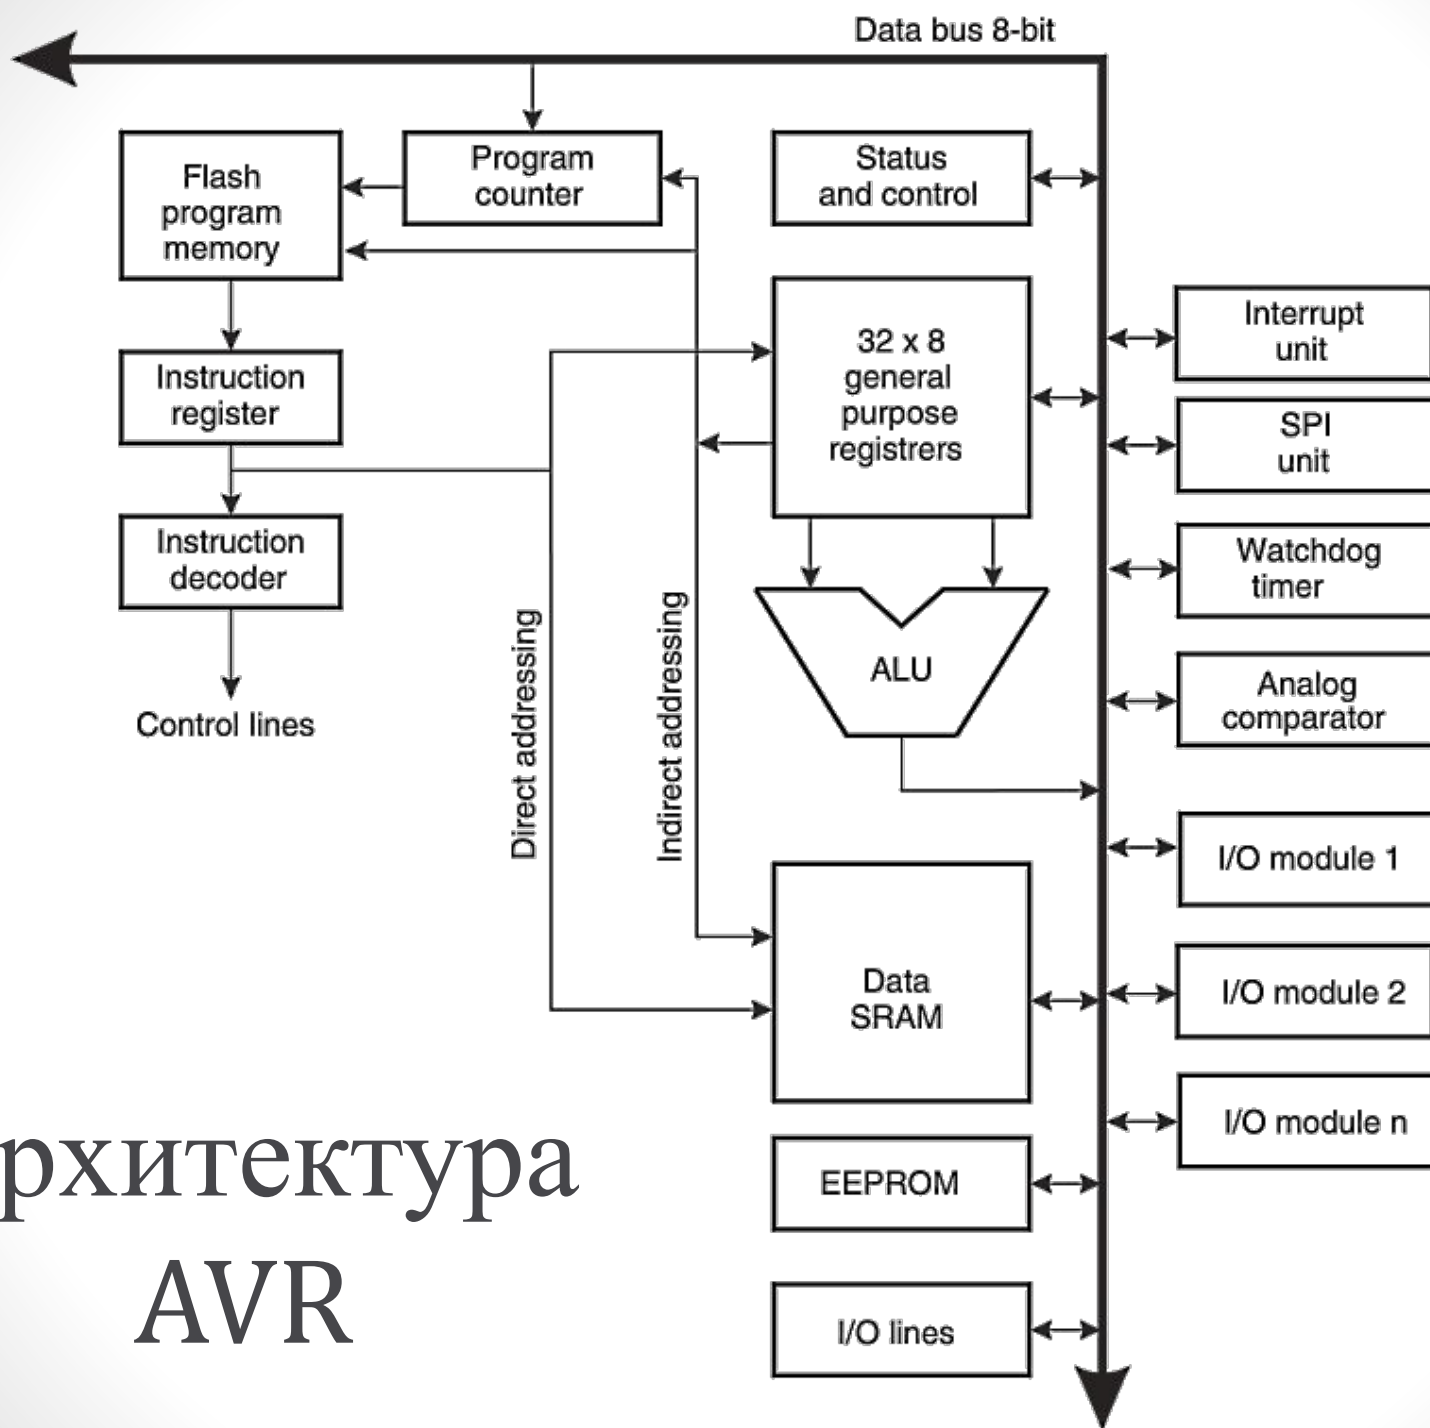 Data bus 8-bit
Flash
program
memory
Program
counter
Status
and control
Instruction
register
32 x 8
general
purpose
registrers
Interrupt
unit
SPI
unit
Instruction
decoder
Watchdog
timer
Control lines
Direct addressing
Indirect addressing
ALU
Analog
comparator
I/O module 1
Data
SRAM
I/O module 2
I/O module n
EEPROM
I/O lines
рхитектура
AVR